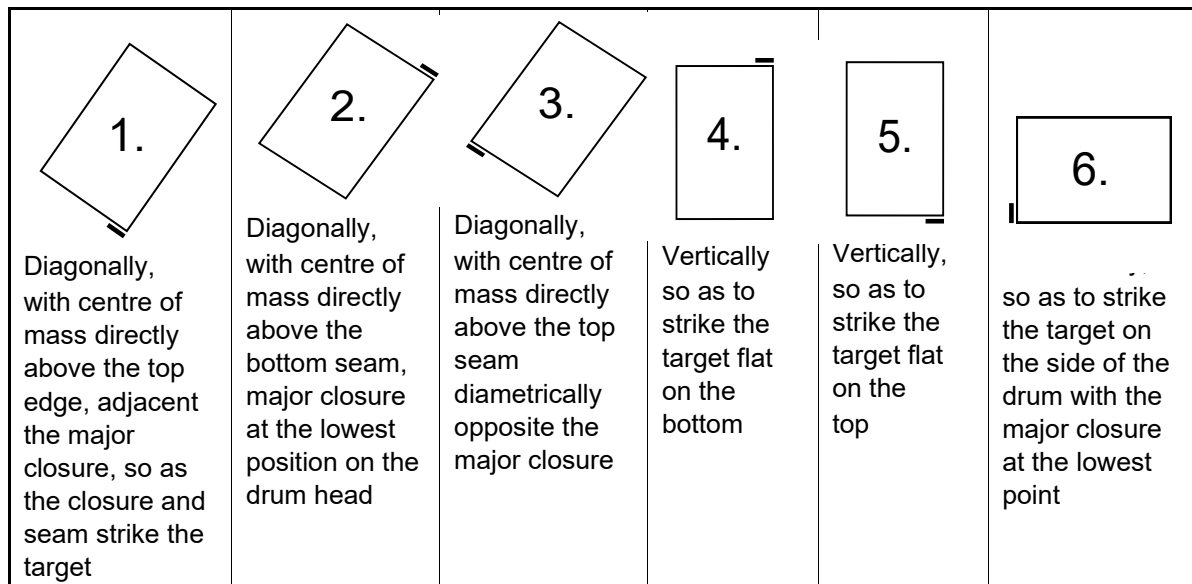 1.
Diagonally,
with centre of
mass directly
above the top
edge, adjacent
the major
closure, so as
the closure and
seam strike the
target
2.
Diagonally,
with centre of
mass directly
above the
bottom seam,
major closure
at the lowest
position on the
drum head
3.
Diagonally,
with centre of
mass directly
above the top
seam
diametrically
opposite the
major closure
4.
Vertically
so as to
strike the
target flat
on the
bottom
5.
Vertically,
so as to
strike the
target flat
on the
top
6.
so as to strike
the target on
the side of the
drum with the
major closure
at the lowest
point